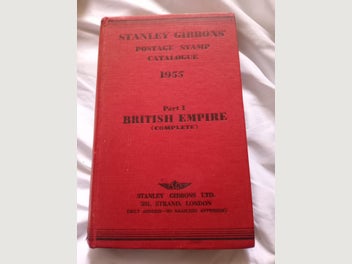 STANLEY GIBBONS'
POSTAGE STAMP
CATALOGUE
1955
Part I
BRITISH EMPIRE
(COMPLETE)
STANLEY GIBBONS LTD.
391, STRAND, LONDON